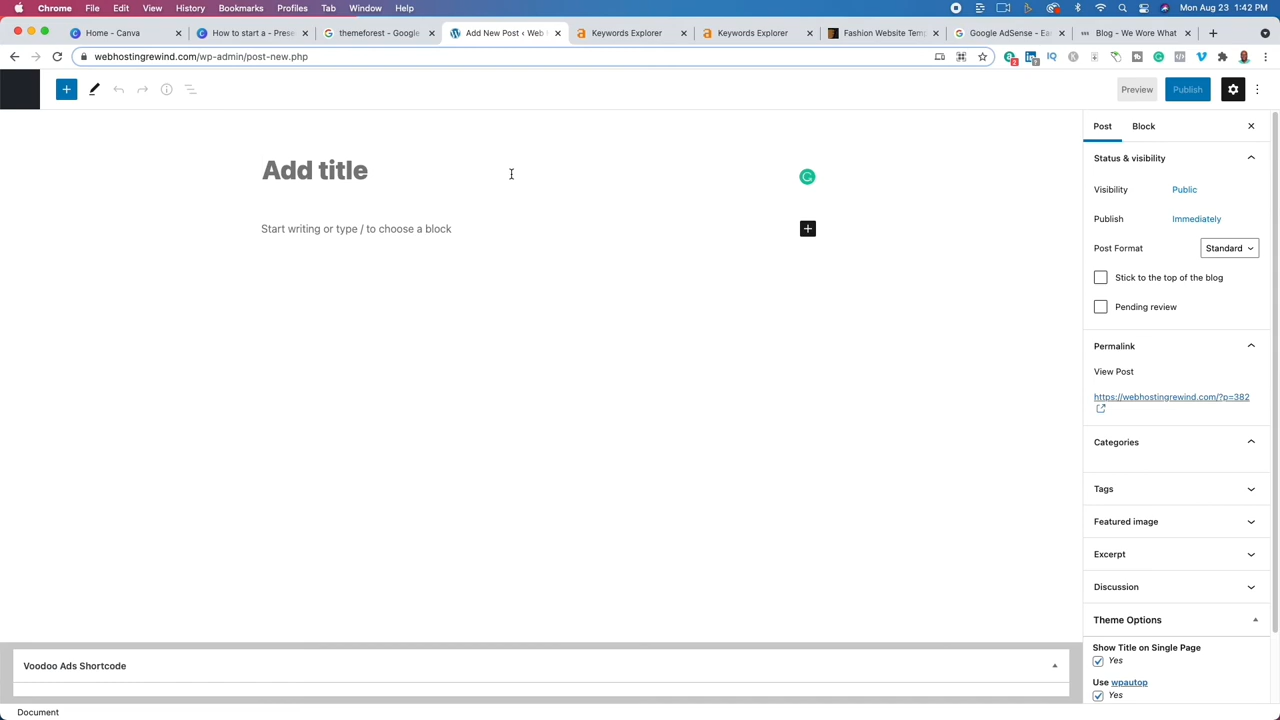 Chrome File Edit View History Bookmarks Profiles Tab Window Help Mon Jan 31 1:42 PM
Home - Canva
How to start a - Prese
themeforest - Google
Add New Post ‹ Web
Keywords Explorer
Keywords Explorer
Fashion Website Temp
Google AdSense - Ear
Blog - We Wore What
webhostingrewind.com/wp-admin/post-new.php
Preview
Publish
Post
Block
Add title
Start writing or type / to choose a block
Status & visibility
Visibility Public
Publish Immediately
Post Format Standard
Stick to the top of the blog
Pending review
Permalink
View Post
https://webhostingrewind.com/?p=382
Categories
Tags
Featured image
Excerpt
Discussion
Theme Options
Show Title on Single Page
Yes
Use wpautop
Yes
Voodoo Ads Shortcode
Document